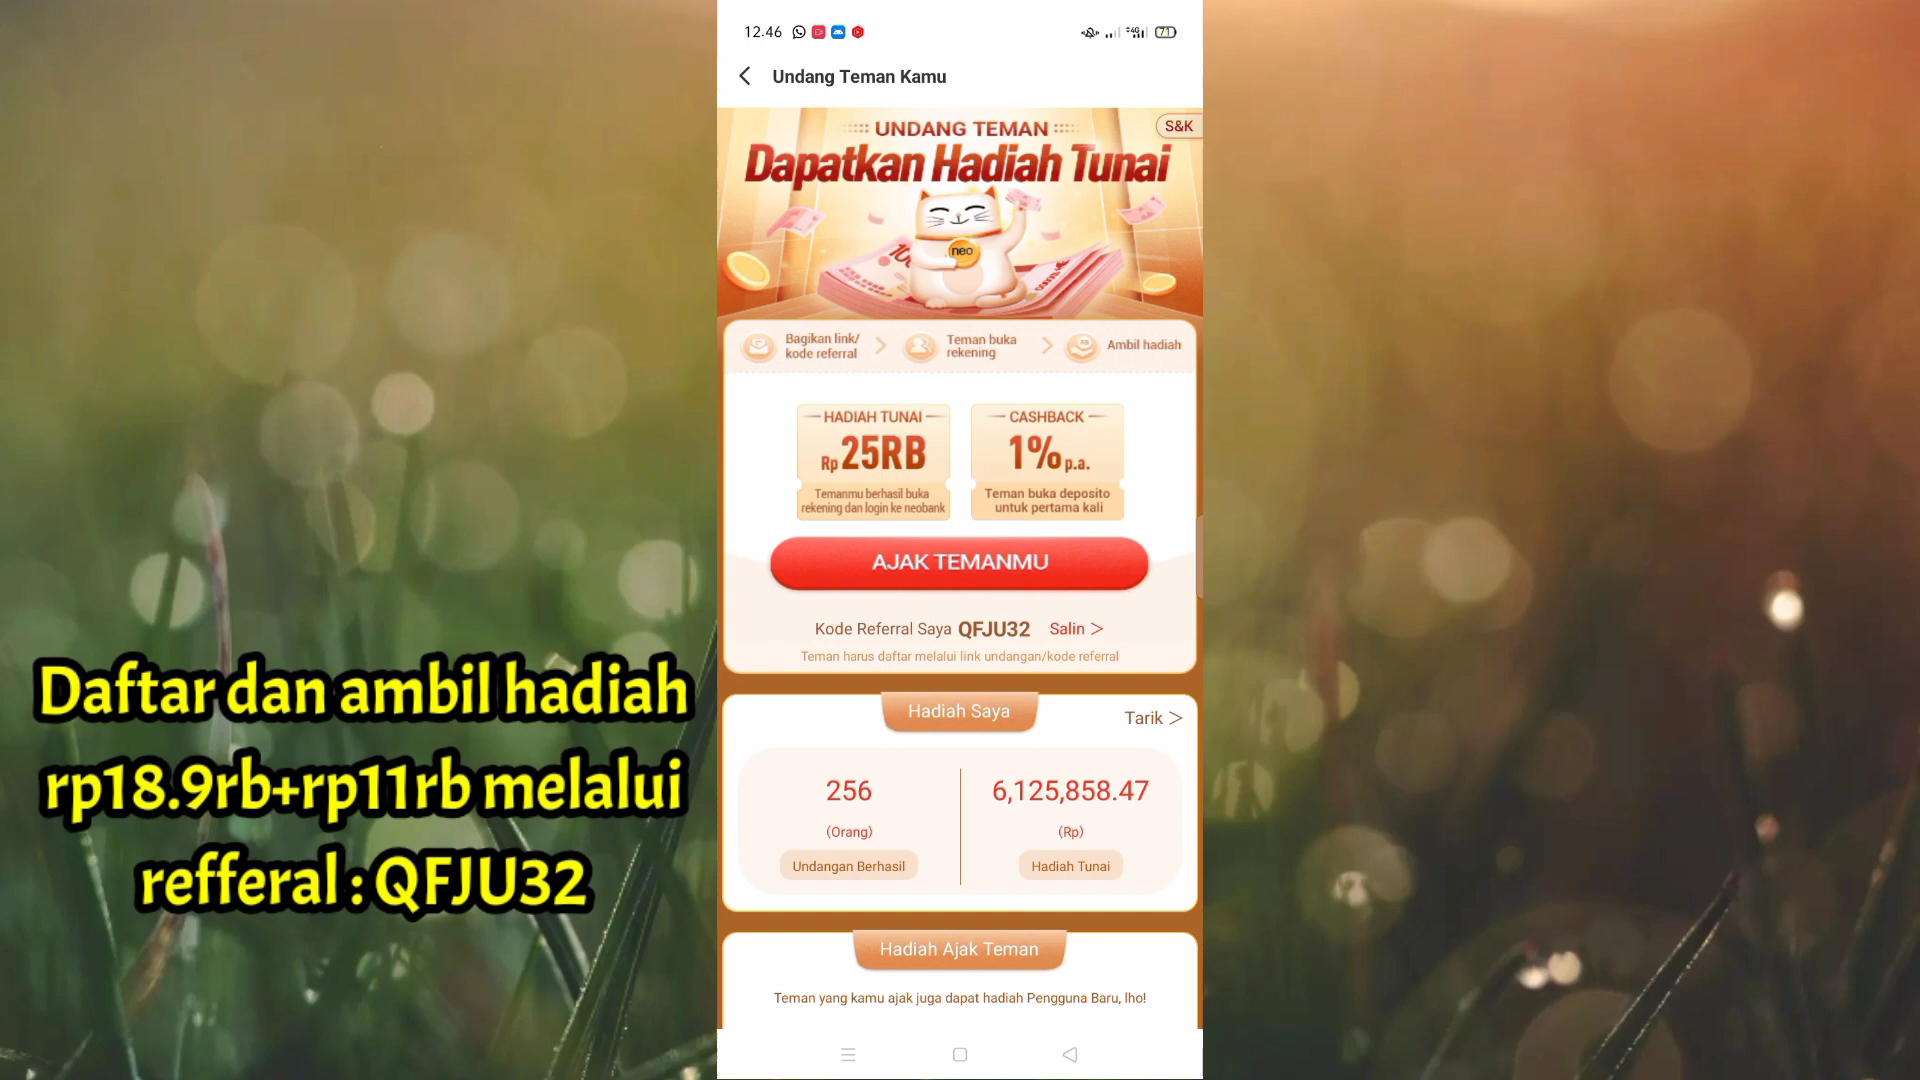 12.46
4G
71
Undang Teman Kamu
S&K
UNDANG TEMAN
Dapatkan Hadiah Tunai
100
neo
Bagikan link/
kode referral
Teman buka
rekening
Ambil hadiah
HADIAH TUNAI
Rp 25RB
Temanmu berhasil buka
rekening dan login ke neobank
CASHBACK
1% p.a.
Teman buka deposito
untuk pertama kali
AJAK TEMANMU
Kode Referral Saya QFJU32 Salin >
Teman harus daftar melalui link undangan/kode referral
Hadiah Saya
Tarik >
256
(Orang)
Undangan Berhasil
6,125,858.47
(Rp)
Hadiah Tunai
Hadiah Ajak Teman
Teman yang kamu ajak juga dapat hadiah Pengguna Baru, lho!
Daftar dan ambil hadiah
rp18.9rb+rp11rb melalui
refferal : QFJU32